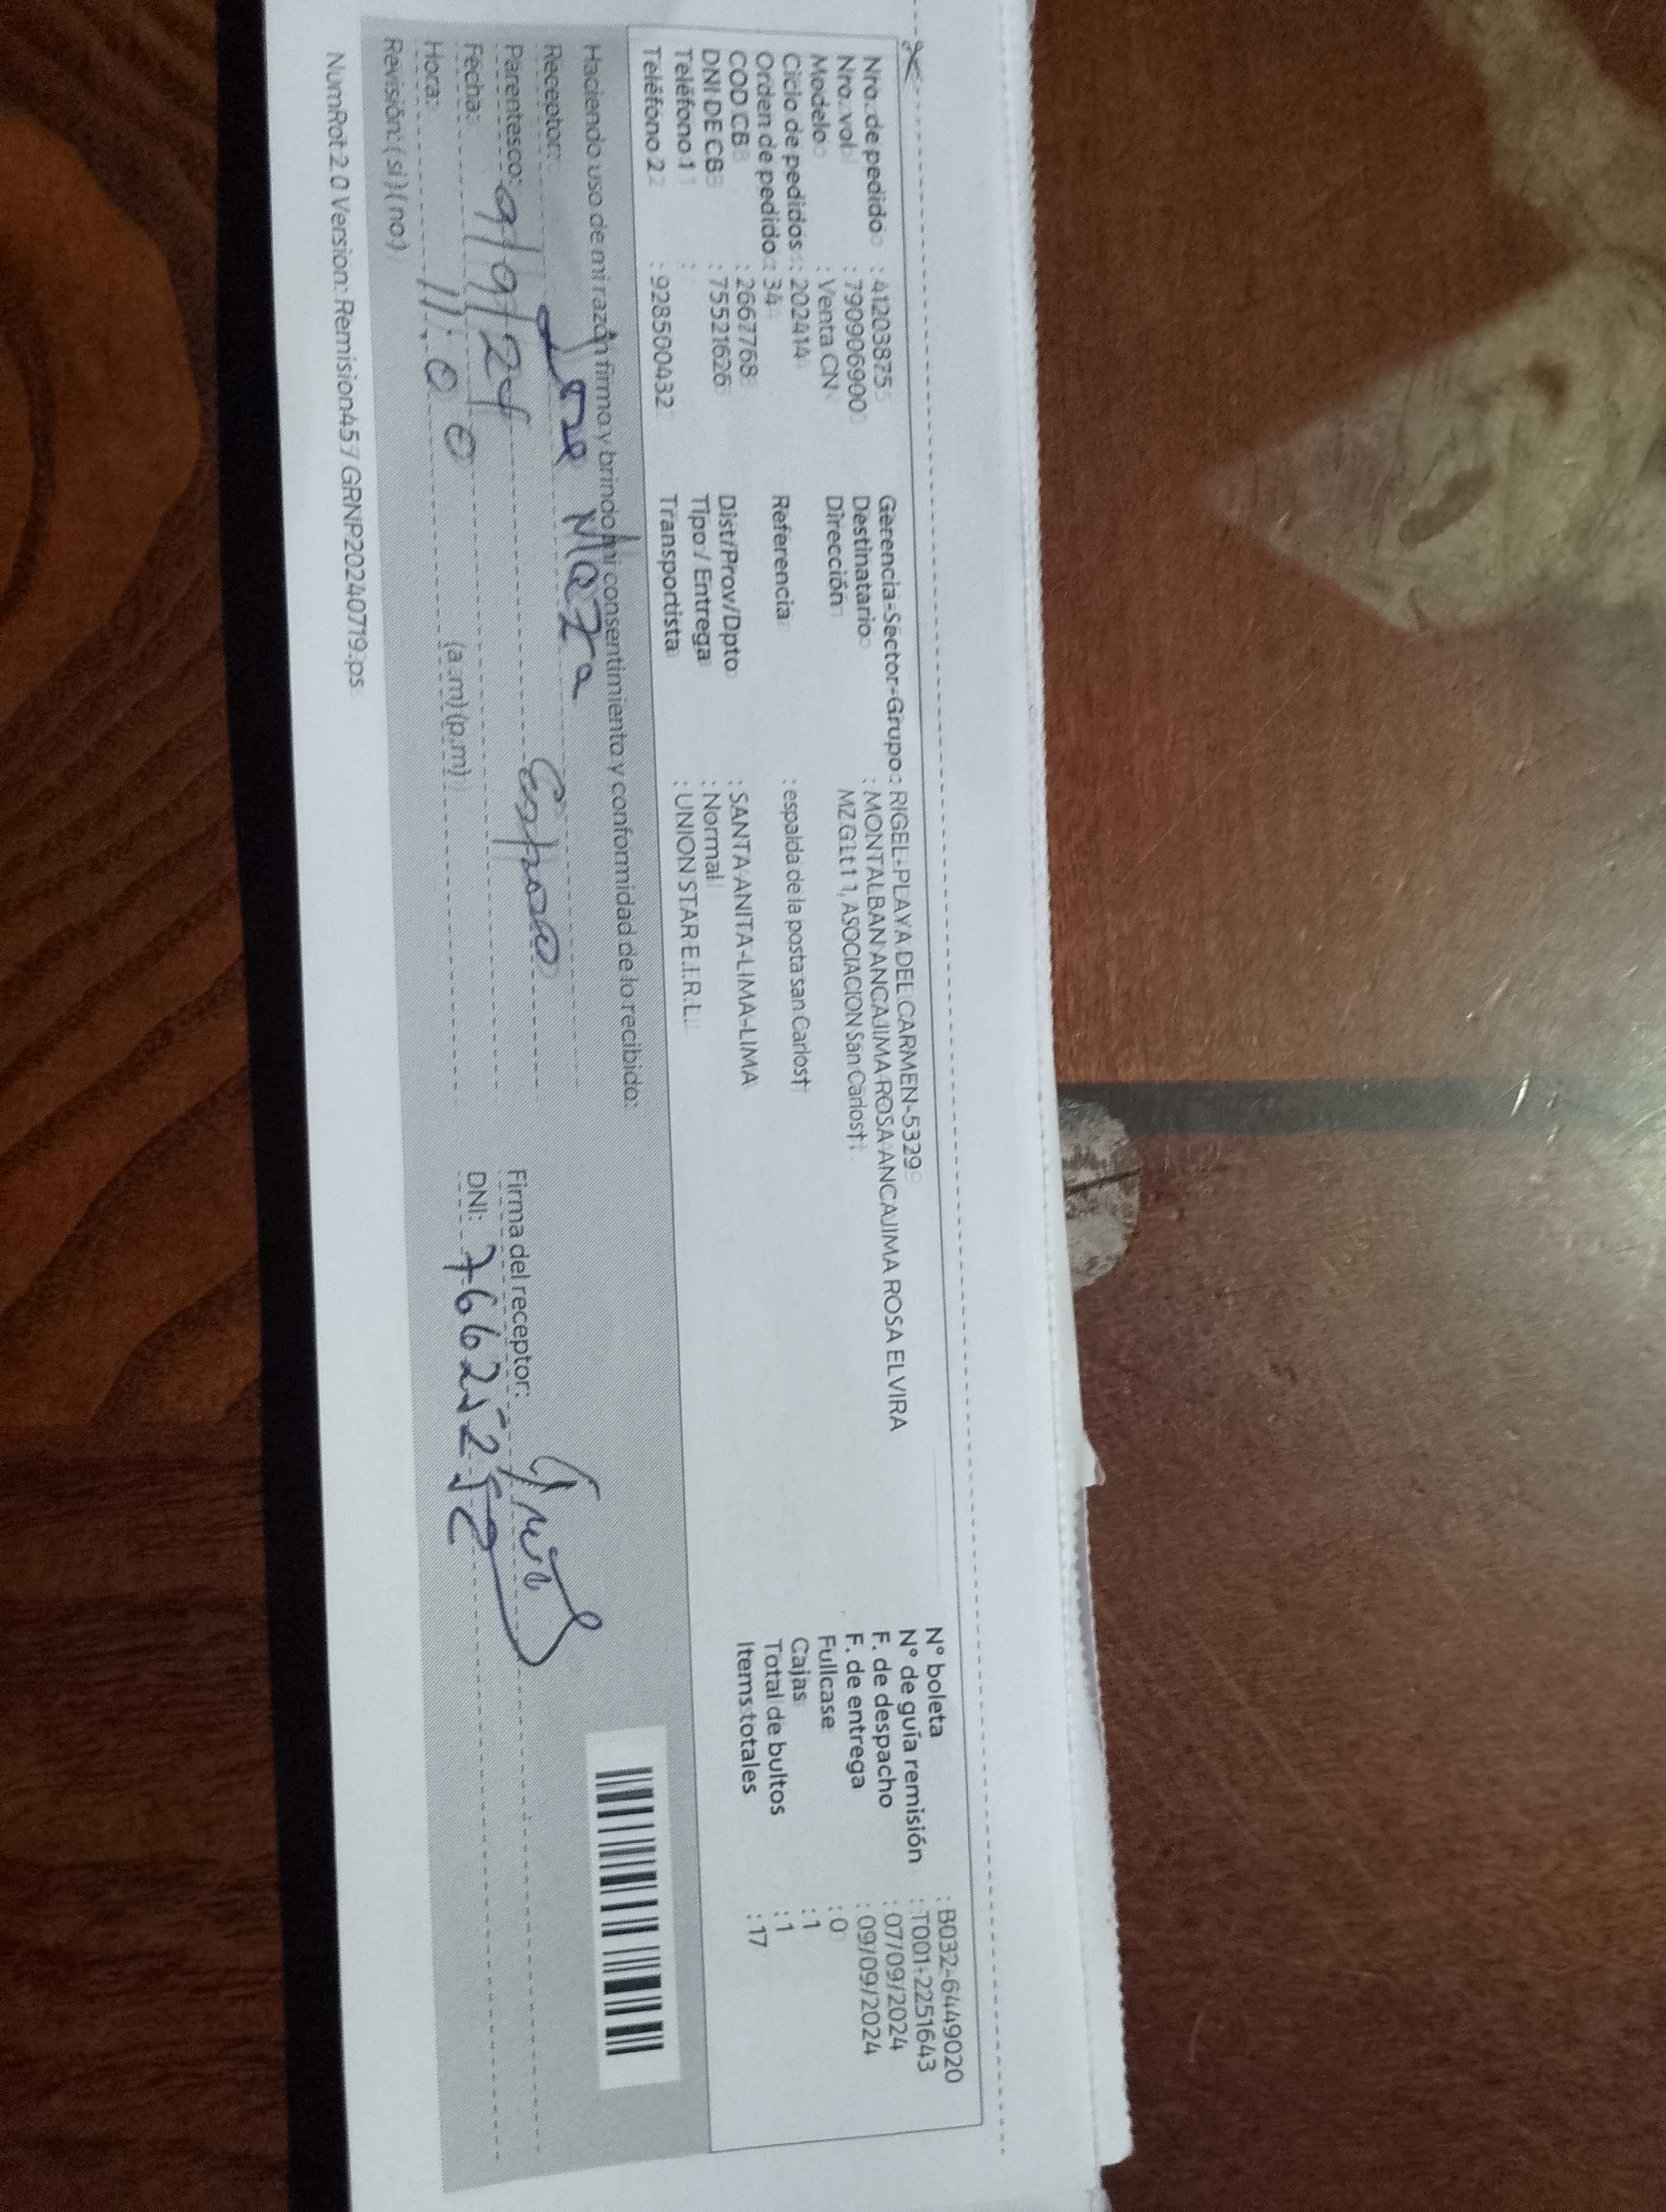 Nro. de pedido : 41203875
Nro. vol : 790906900
Modelo : Venta CN
Ciclo de pedidos : 202414
Orden de pedido : 34
COD CB : 2667768
DNI DE CB : 75521626
Teléfono 1 :
Teléfono 2 : 928500432
Gerencia-Sector-Grupo : RIGEL-PLAYA DEL CARMEN-5329
Destinatario : MONTALBAN ANCAJIMA ROSA ANCAJIMA ROSA ELVIRA
Dirección MZ G Lt 1 1, ASOCIACION San Carlos
Referencia : espalda de la posta san Carlos
Dist/Prov/Dpto : SANTA ANITA-LIMA-LIMA
Tipo / Entrega : Normal
Transportista : UNION STAR E.I.R.L.
N° boleta : B032-6449020
N° de guía remisión : T001-2251643
F. de despacho : 07/09/2024
F. de entrega : 09/09/2024
Fullcase : 0
Cajas : 1
Total de bultos : 1
Items totales : 17
Haciendo uso de mi razón firmo y brindo mi consentimiento y conformidad de lo recibido:
Receptor: Maza
Parentesco: Esposo
Fecha: 9/9/24
Hora: 11:00 (a.m) (p.m)
Revisión: ( si ) ( no )
Firma del receptor:
DNI:
NumRot 2.0 Version: Remision457 GRNP20240719.ps